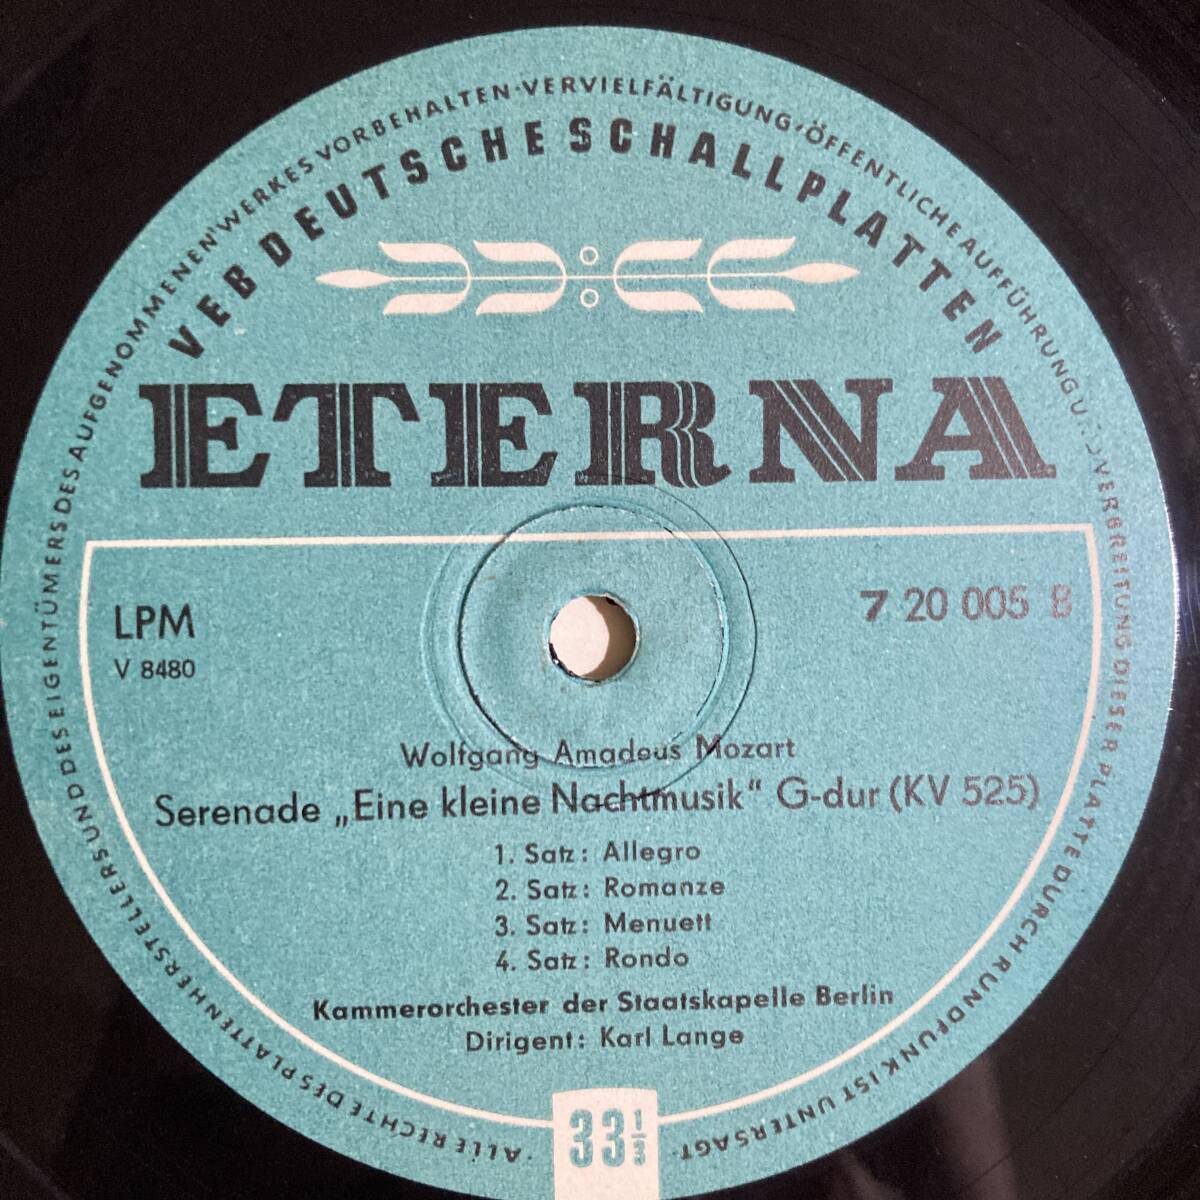 ALLE RECHTE DES PLATTENHERSTELLERS UND DES EIGENTÜMERS DES AUFGENOMMENEN WERKES VORBEHALTEN · VERVIELFÄLTIGUNG, ÖFFENTLICHE AUFFÜHRUNG UND VERBREITUNG DIESER PLATTE DURCH RUNDFUNK IST UNTERSAGT ·
VEB DEUTSCHE SCHALLPLATTEN
ETERNA
LPM
7 20 005 B
V 8480
Wolfgang Amadeus Mozart
Serenade „Eine kleine Nachtmusik“ G-dur (KV 525)
1. Satz: Allegro
2. Satz: Romanze
3. Satz: Menuett
4. Satz: Rondo
Kammerorchester der Staatskapelle Berlin
Dirigent: Karl Lange
33 1/3